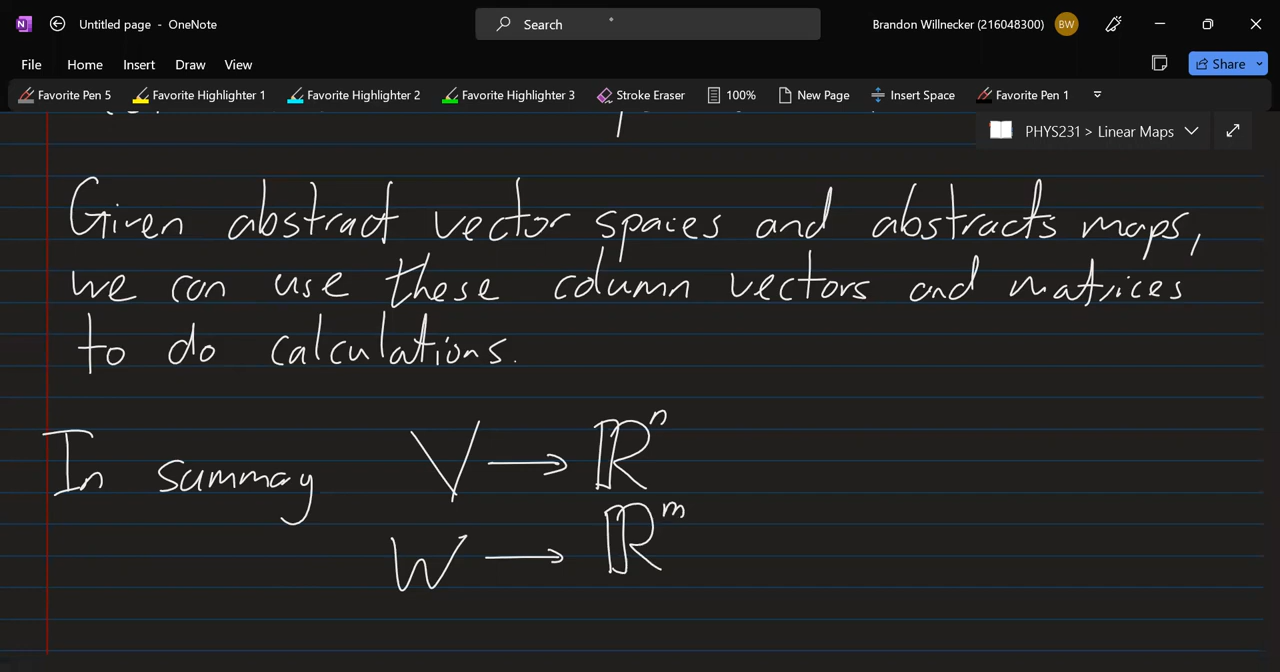 Untitled page - OneNote
Search
Brandon Willnecker (216048300) BW
File Home Insert Draw View
Share
Favorite Pen 5 Favorite Highlighter 1 Favorite Highlighter 2 Favorite Highlighter 3 Stroke Eraser 100% New Page Insert Space Favorite Pen 1
PHYS231 > Linear Maps
Given abstract vector spaces and abstracts maps,
we can use these column vectors and matrices
to do calculations.
In summay V → ℝⁿ
W → ℝᵐ